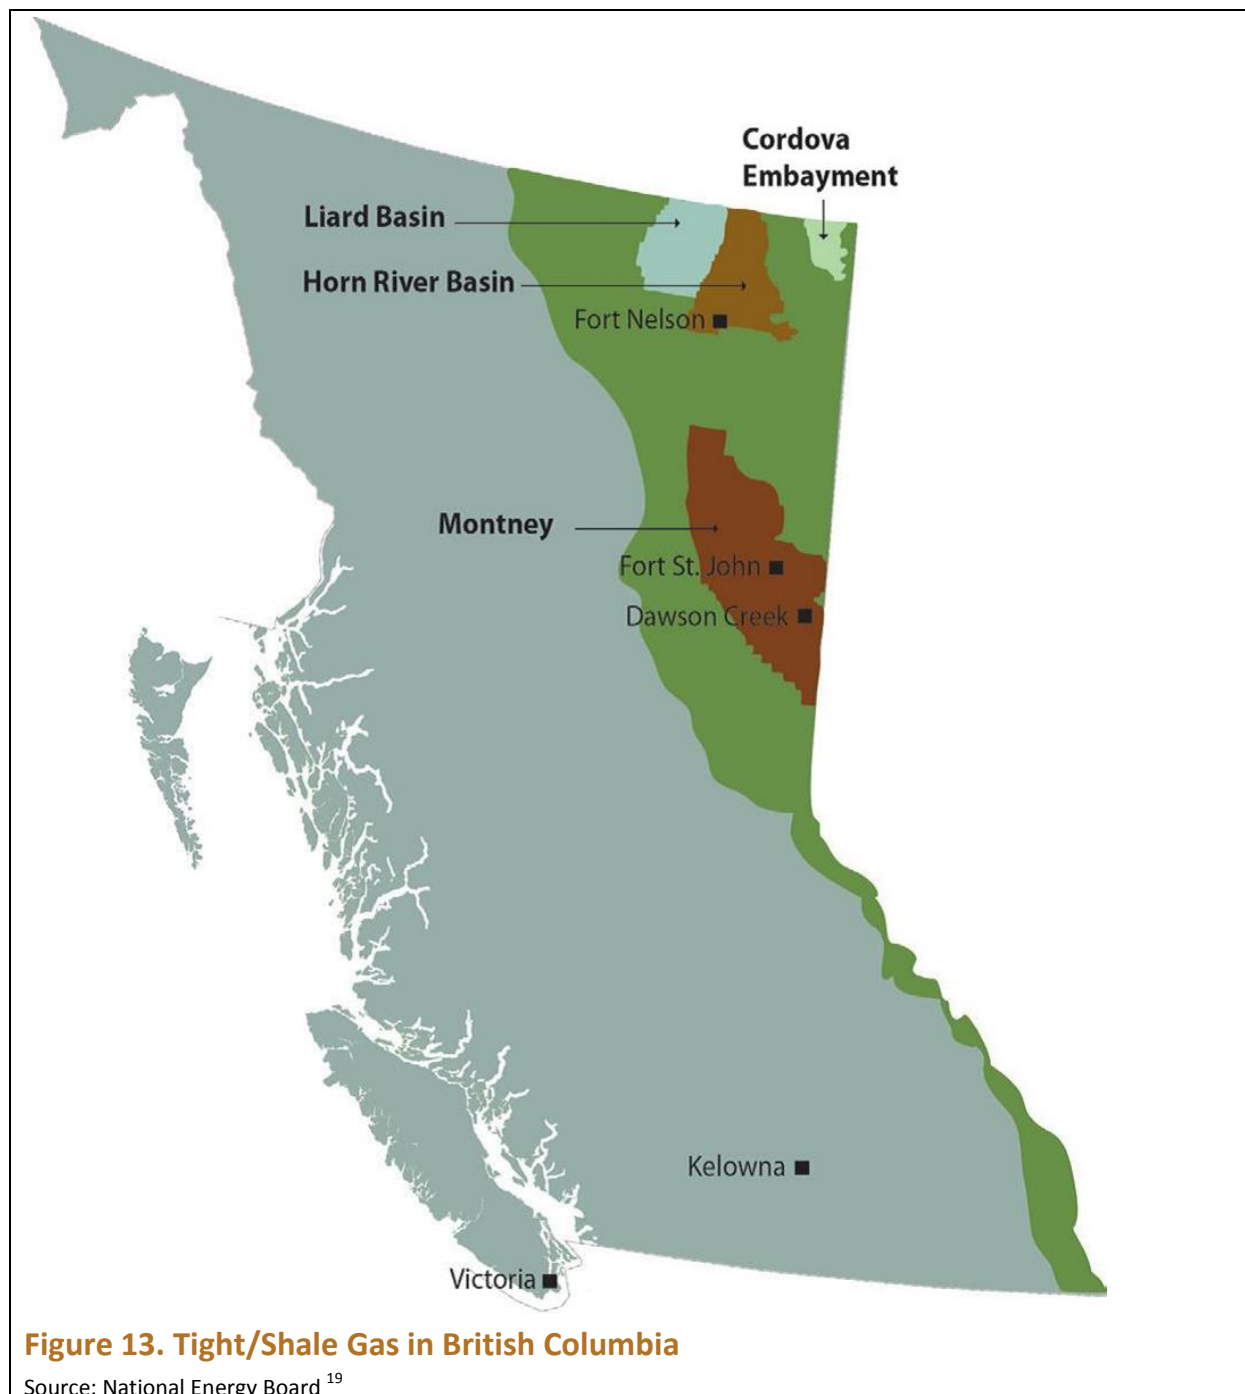 Cordova
Embayment
Liard Basin
Horn River Basin
Fort Nelson
Montney
Fort St. John
Dawson Creek
Kelowna
Victoria
Figure 13. Tight/Shale Gas in British Columbia
Source: National Energy Board 19